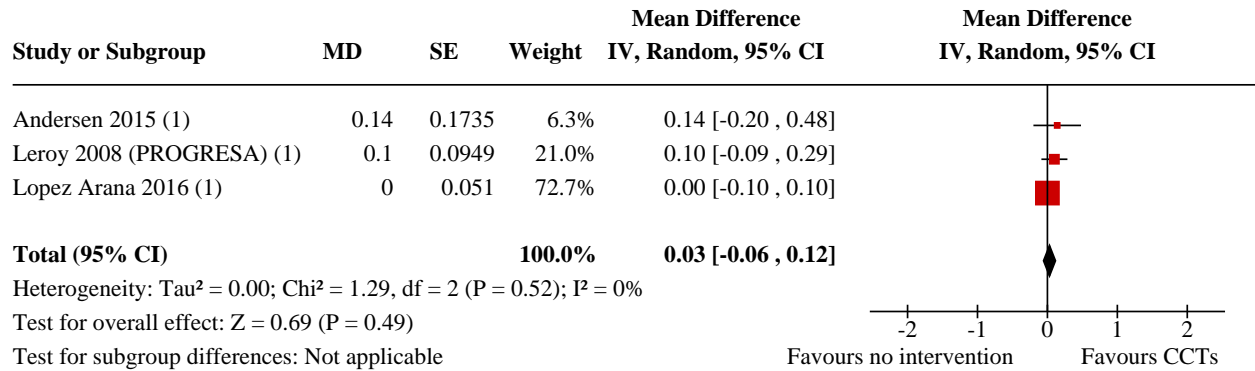 Mean Difference Mean Difference
Study or Subgroup MD SE Weight IV, Random, 95% CI IV, Random, 95% CI
Andersen 2015 (1) 0.14 0.1735 6.3% 0.14 [-0.20 , 0.48]
Leroy 2008 (PROGRESA) (1) 0.1 0.0949 21.0% 0.10 [-0.09 , 0.29]
Lopez Arana 2016 (1) 0 0.051 72.7% 0.00 [-0.10 , 0.10]
Total (95% CI) 100.0% 0.03 [-0.06 , 0.12]
Heterogeneity: Tau² = 0.00; Chi² = 1.29, df = 2 (P = 0.52); I² = 0%
Test for overall effect: Z = 0.69 (P = 0.49)
Test for subgroup differences: Not applicable
-2 -1 0 1 2
Favours no intervention Favours CCTs